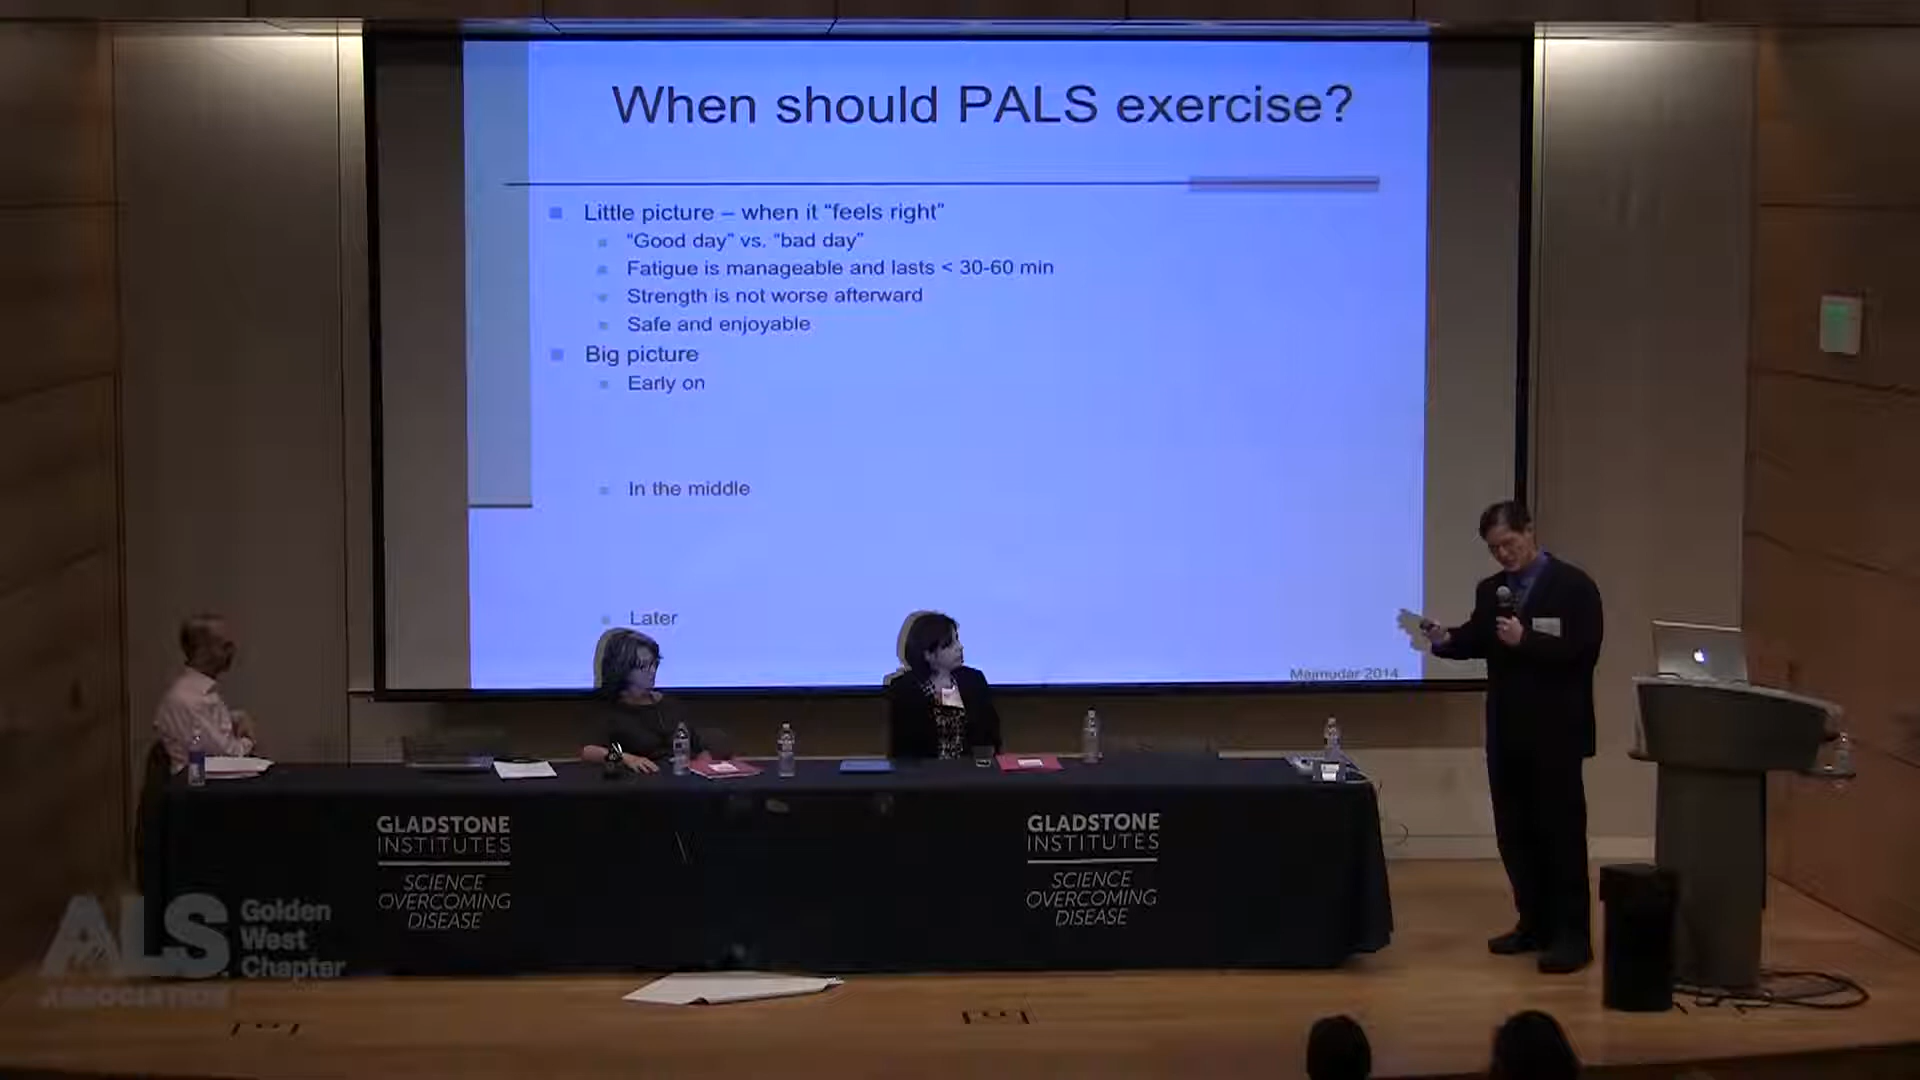 When should PALS exercise?
Little picture – when it “feels right”
“Good day” vs. “bad day”
Fatigue is manageable and lasts < 30-60 min
Strength is not worse afterward
Safe and enjoyable
Big picture
Early on
In the middle
Later
Majmudar 2014
GLADSTONE
INSTITUTES
SCIENCE
OVERCOMING
DISEASE
GLADSTONE
INSTITUTES
SCIENCE
OVERCOMING
DISEASE
ALS
ASSOCIATION
Golden
West
Chapter